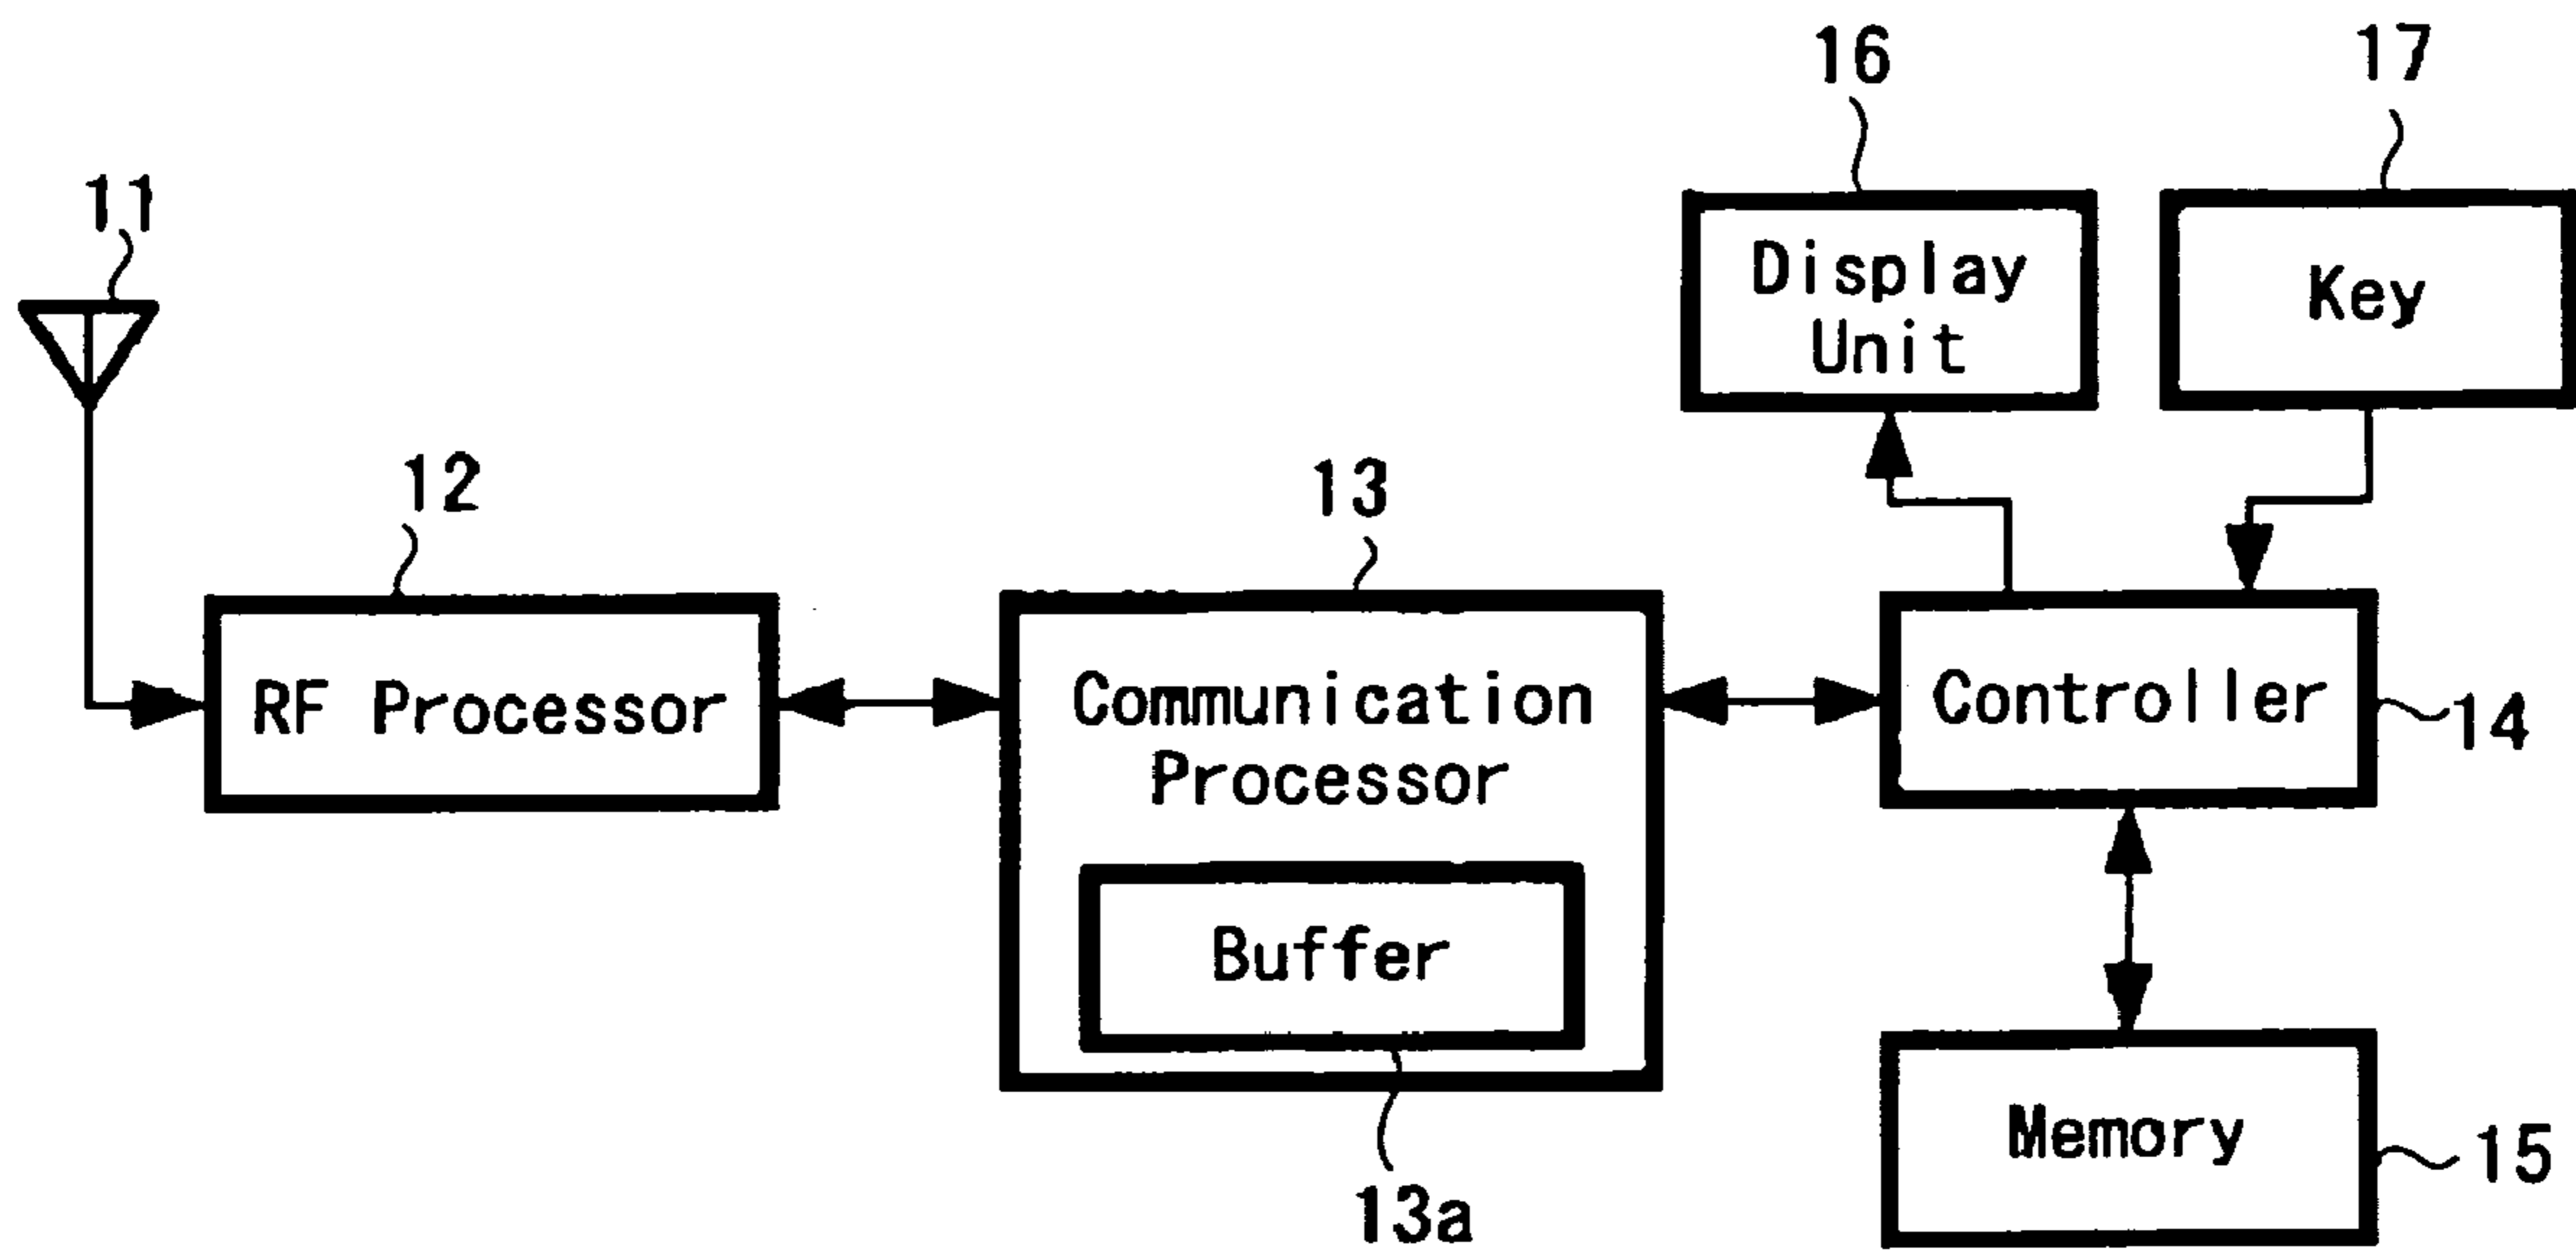 16
17
11
Display
Unit
Key
12
13
RF Processor
Communication
Processor
Controller
14
Buffer
Memory
15
13a